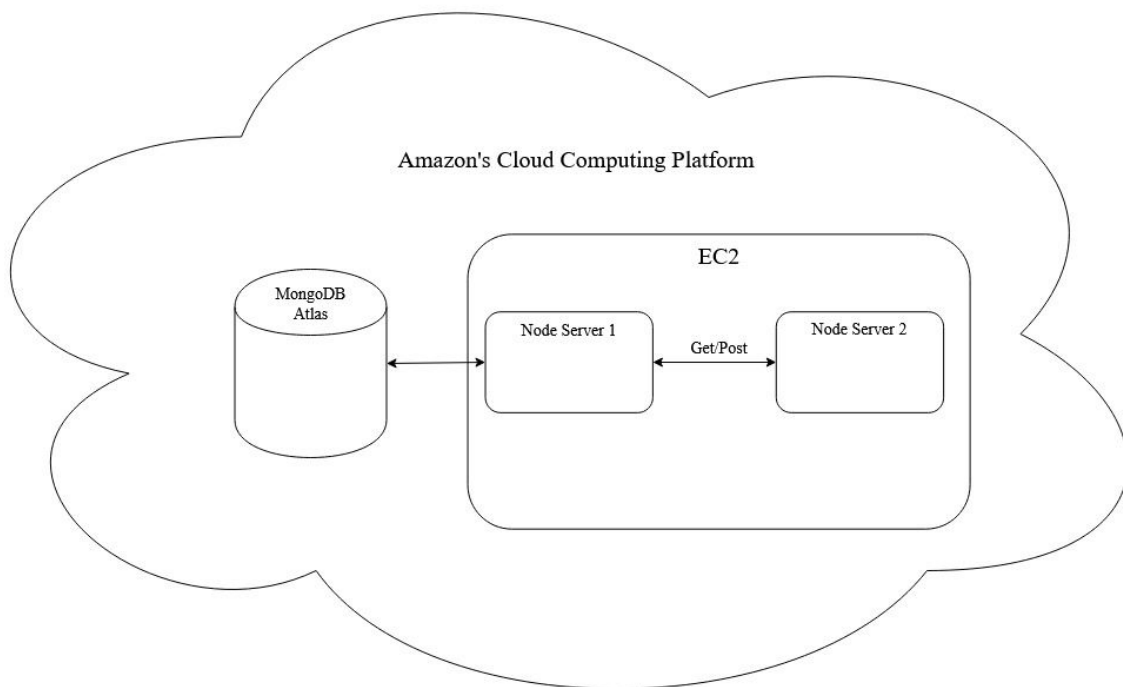 Amazon's Cloud Computing Platform
EC2
MongoDB
Atlas
Node Server 1
Get/Post
Node Server 2